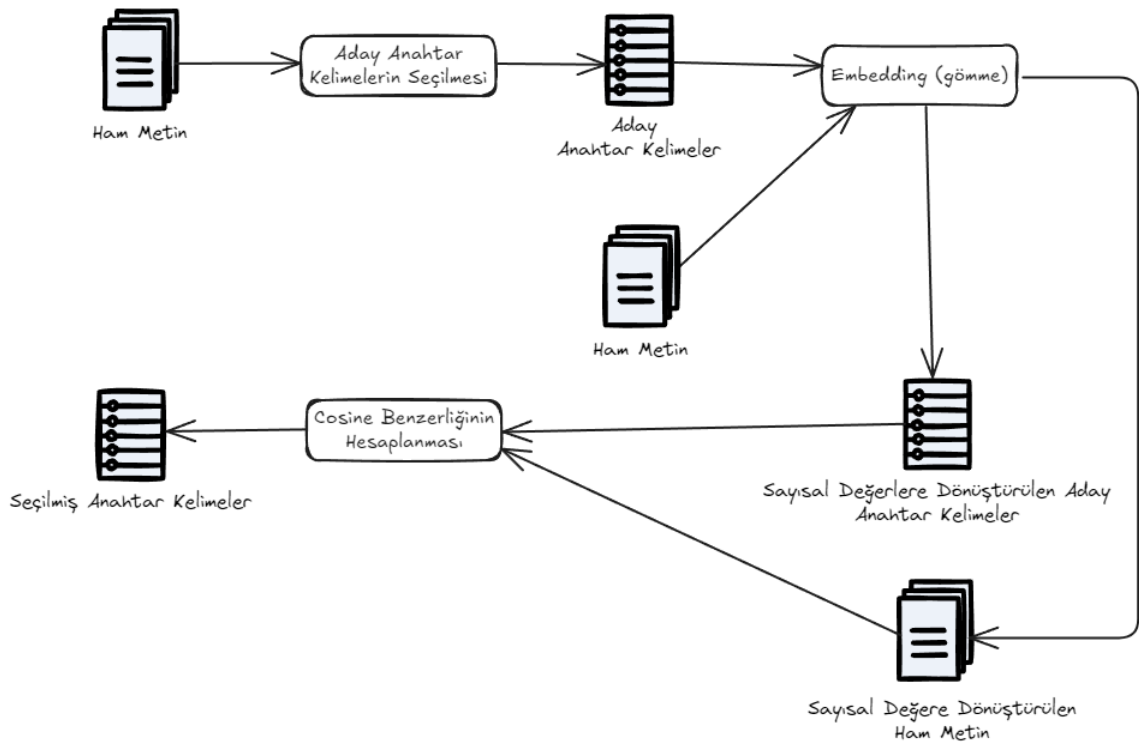 Ham Metin
Aday Anahtar
Kelimelerin Seçilmesi
Aday
Anahtar Kelimeler
Embedding (gömme)
Ham Metin
Seçilmiş Anahtar Kelimeler
Cosine Benzerliğinin
Hesaplanması
Sayısal Değerlere Dönüştürülen Aday
Anahtar Kelimeler
Sayısal Değere Dönüştürülen
Ham Metin